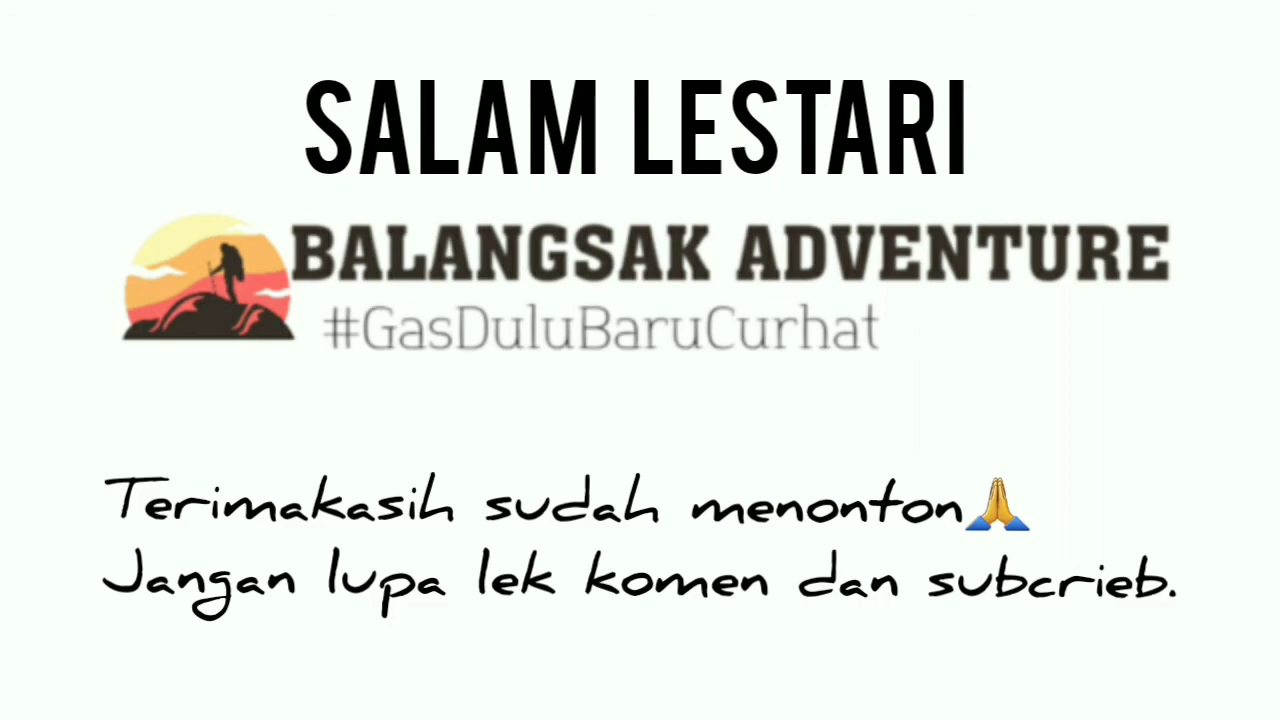 SALAM LESTARI
BALANGSAK ADVENTURE
#GasDuluBaruCurhat
Terimakasih sudah menonton🙏
Jangan lupa lek komen dan subcrieb.